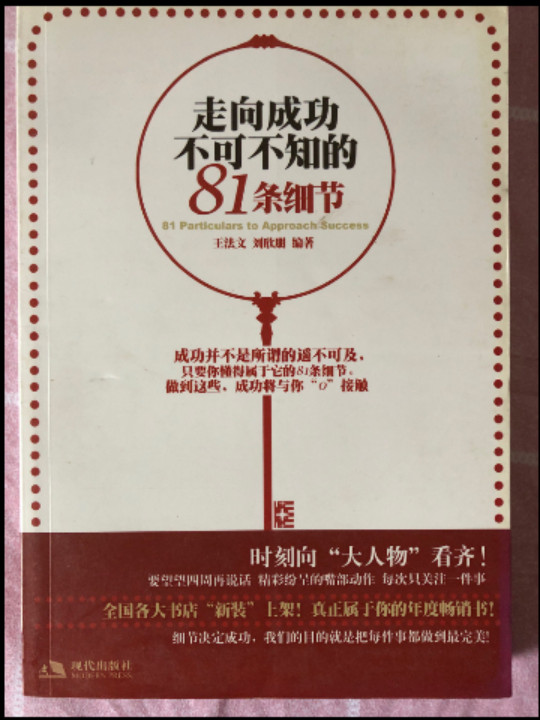 走向成功
不可不知的
81条细节
81 Particulars to Approach Success
王法文 刘欣珊 编著
成功并不是所谓的遥不可及，
只要你懂得属于它的81条细节。
做到这些，成功将与你“0”接触
时刻向“大人物”看齐！
要望望四周再说话 精彩纷呈的嘴部动作 每次只关注一件事
全国各大书店“新装”上架！真正属于你的年度畅销书！
细节决定成功，我们的目的就是把每件事都做到最完美！
现代出版社
MODERN PRESS